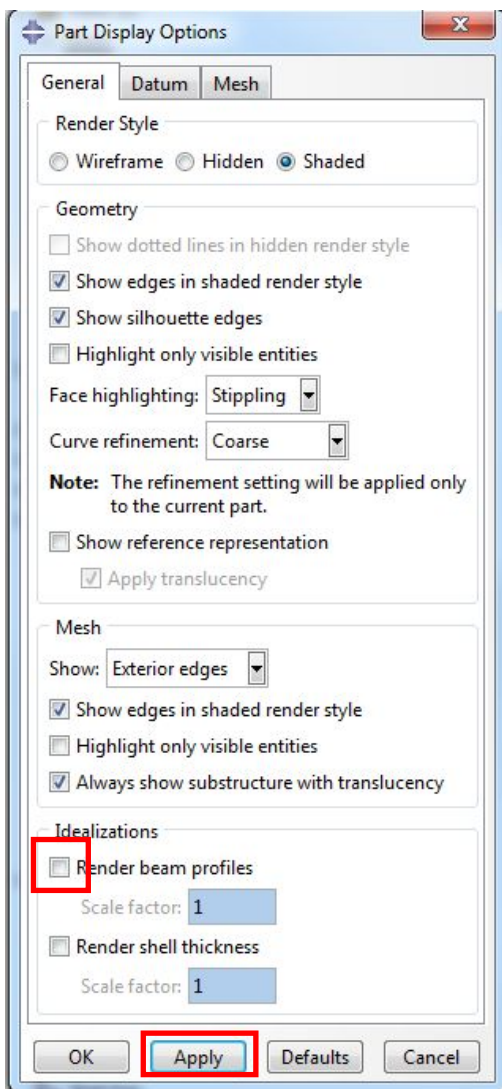 Part Display Options
General Datum Mesh
Render Style
Wireframe Hidden Shaded
Geometry
Show dotted lines in hidden render style
Show edges in shaded render style
Show silhouette edges
Highlight only visible entities
Face highlighting: Stippling
Curve refinement: Coarse
Note: The refinement setting will be applied only
to the current part.
Show reference representation
Apply translucency
Mesh
Show: Exterior edges
Show edges in shaded render style
Highlight only visible entities
Always show substructure with translucency
Idealizations
Render beam profiles
Scale factor: 1
Render shell thickness
Scale factor: 1
OK Apply Defaults Cancel